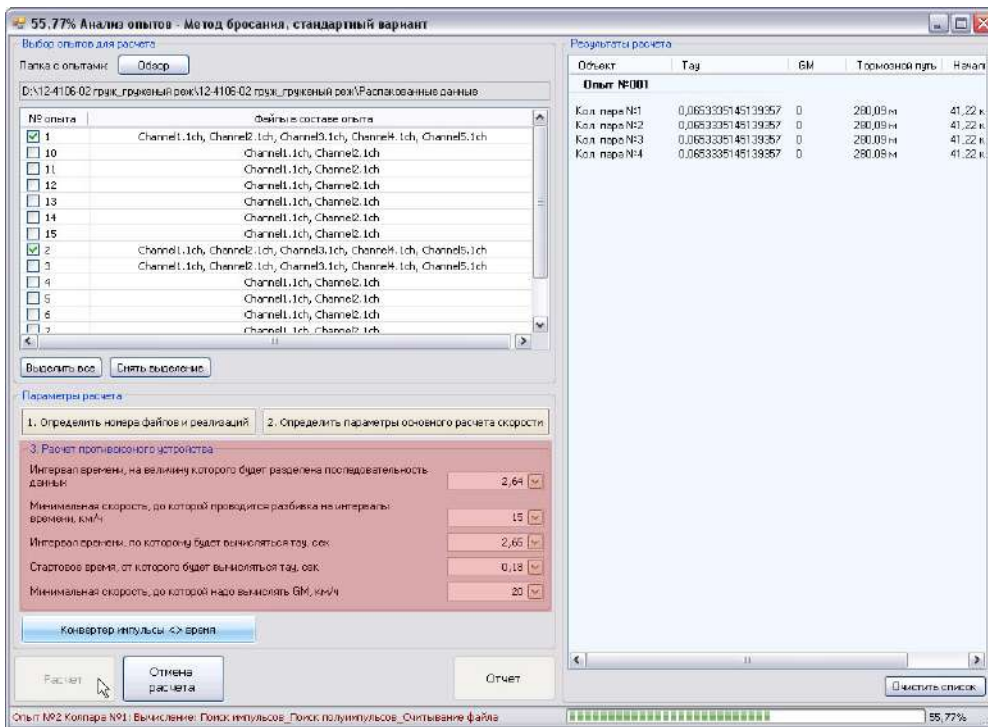 55,77% Анализ опытов - Метод бросания, стандартный вариант
Выбор опытов для расчета
Папка с опытами: Обзор
D:\12-4106-02 груж_груженый реж\12-4106-02 груж_груженый реж\Распакованные данные
№ опыта Файлы в составе опыта
1 Channel1.1ch, Channel2.1ch, Channel3.1ch, Channel4.1ch, Channel5.1ch
10 Channel1.1ch, Channel2.1ch
11 Channel1.1ch, Channel2.1ch
12 Channel1.1ch, Channel2.1ch
13 Channel1.1ch, Channel2.1ch
14 Channel1.1ch, Channel2.1ch
15 Channel1.1ch, Channel2.1ch
2 Channel1.1ch, Channel2.1ch, Channel3.1ch, Channel4.1ch, Channel5.1ch
3 Channel1.1ch, Channel2.1ch, Channel3.1ch, Channel4.1ch, Channel5.1ch
4 Channel1.1ch, Channel2.1ch
5 Channel1.1ch, Channel2.1ch
6 Channel1.1ch, Channel2.1ch
7 Channel1.1ch, Channel2.1ch
Выделить все Снять выделение
Параметры расчета
1. Определить номера файлов и реализаций 2. Определить параметры основного расчета скорости
3. Расчет противоюзного устройства
Интервал времени, на величину которого будет разделена последовательность
данных 2,64
Минимальная скорость, до которой проводится разбивка на интервалы
времени, км/ч 15
Интервал времени, по которому будет вычисляться тау, сек 2,65
Стартовое время, от которого будет вычисляться тау, сек 0,18
Минимальная скорость, до которой надо вычислять GM, км/ч 20
Конвертер импульсы <> время
Расчет Отмена
расчета Отчет
Результаты расчета
Объект Тау GM Тормозной путь Начал
Опыт №001
Кол. пара №1 0,0653335145139357 0 280,09 м 41,22 к
Кол. пара №2 0,0653335145139357 0 280,09 м 41,22 к
Кол. пара №3 0,0653335145139357 0 280,09 м 41,22 к
Кол. пара №4 0,0653335145139357 0 280,09 м 41,22 к
Очистить список
Опыт №2 Колпара №1: Вычисление: Поиск импульсов_Поиск полуимпульсов_Считывание файла 55,77%